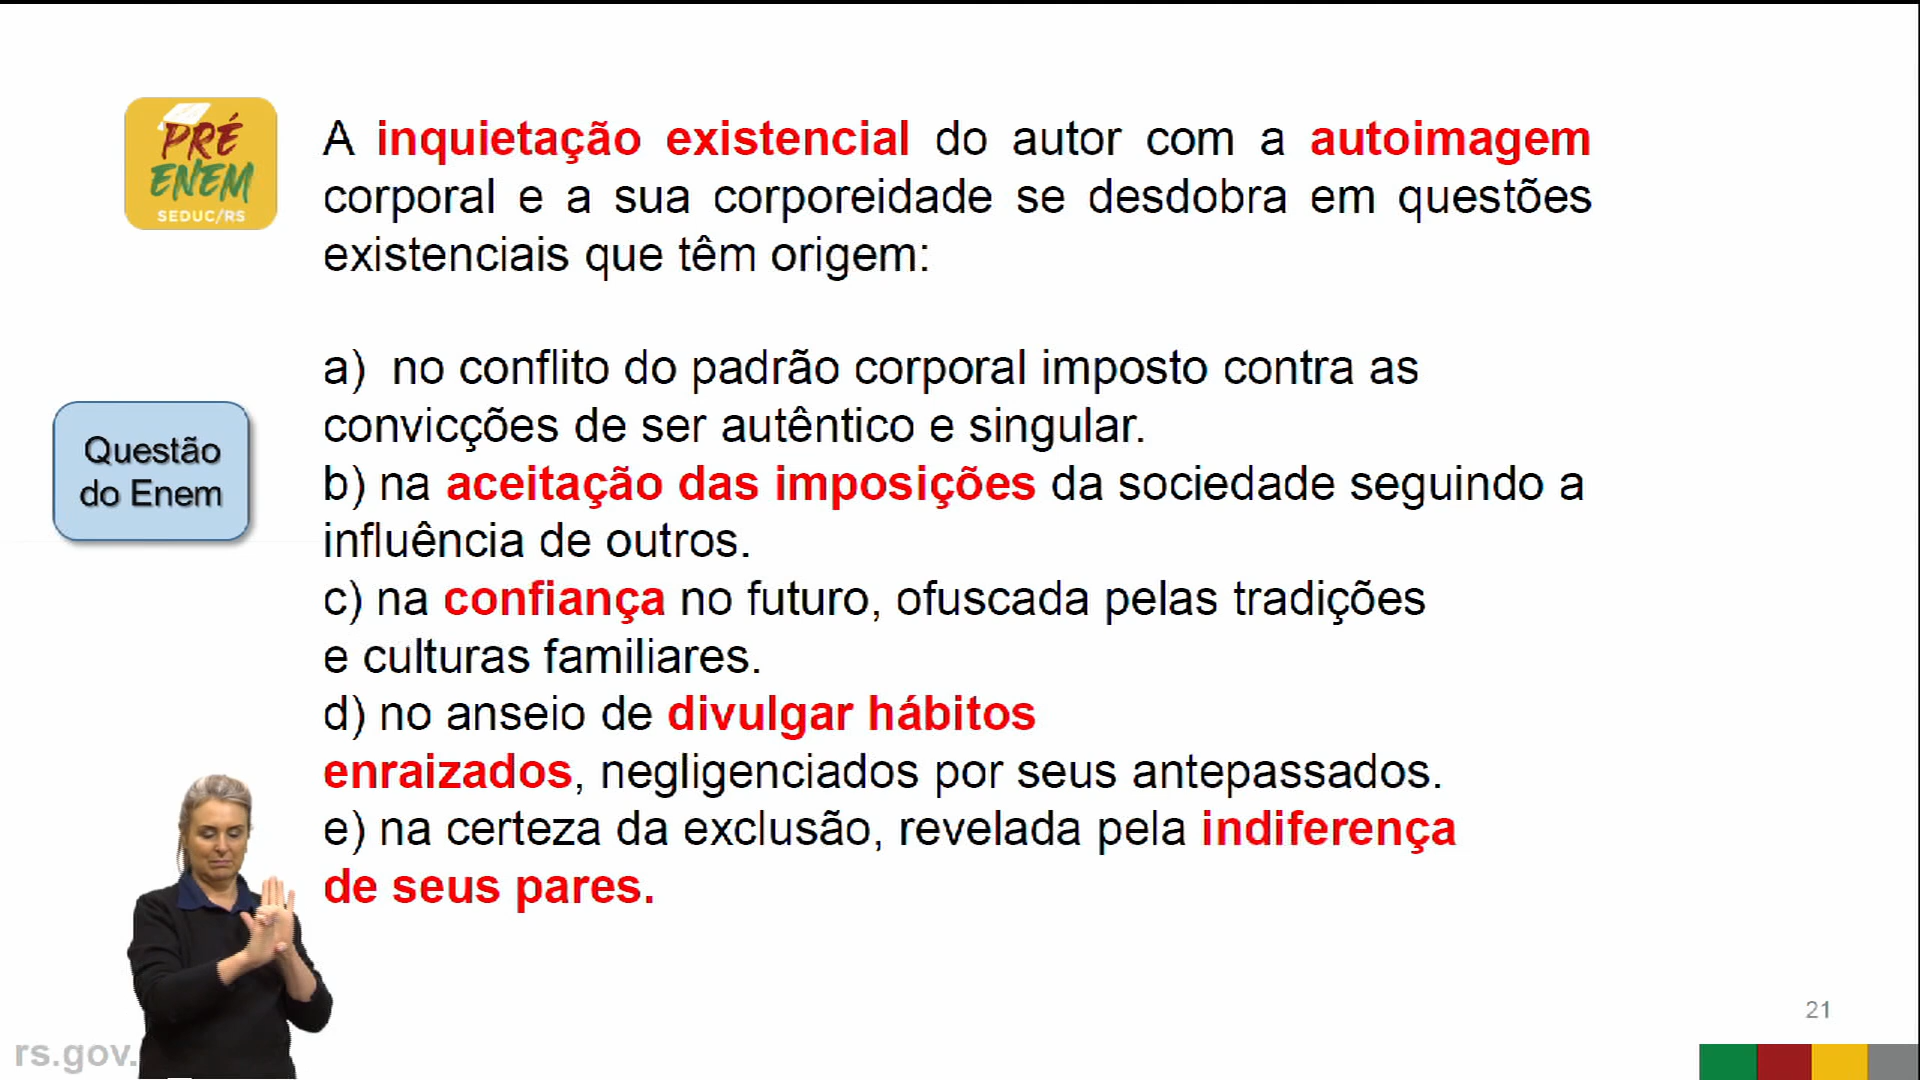 PRÉ
ENEM
SEDUC/RS
A inquietação existencial do autor com a autoimagem
corporal e a sua corporeidade se desdobra em questões
existenciais que têm origem:
a) no conflito do padrão corporal imposto contra as
convicções de ser autêntico e singular.
Questão
do Enem
b) na aceitação das imposições da sociedade seguindo a
influência de outros.
c) na confiança no futuro, ofuscada pelas tradições
e culturas familiares.
d) no anseio de divulgar hábitos
enraizados, negligenciados por seus antepassados.
e) na certeza da exclusão, revelada pela indiferença
de seus pares.
21
rs.gov.